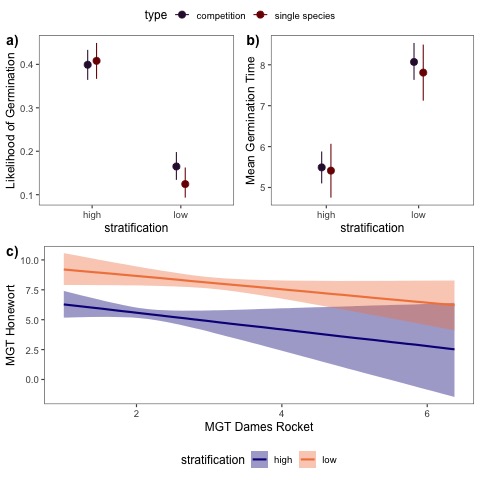 type competition single species
a)
b)
Likelihood of Germination
0.4
0.3
0.2
0.1
high low
stratification
Mean Germination Time
8
7
6
5
high low
stratification
c)
MGT Honewort
10.0
7.5
5.0
2.5
0.0
2 4 6
MGT Dames Rocket
stratification high low